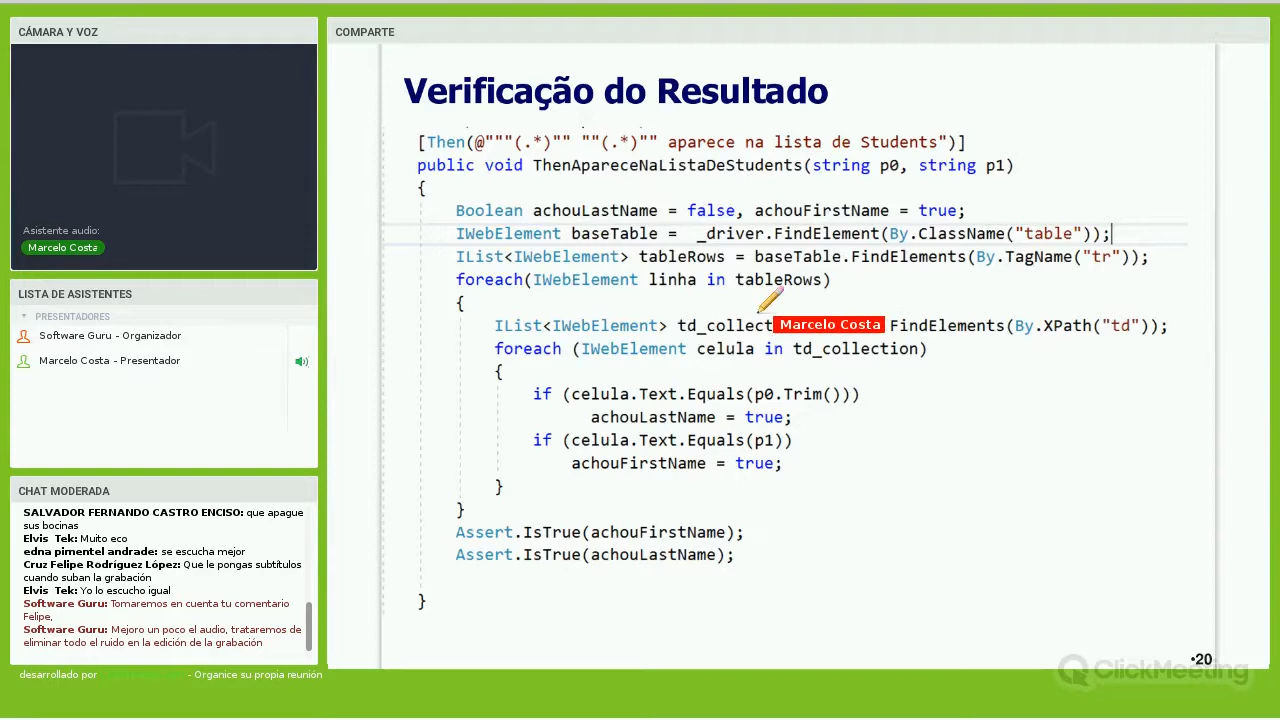 CÁMARA Y VOZ
Asistente audio:
Marcelo Costa
LISTA DE ASISTENTES
PRESENTADORES
Software Guru - Organizador
Marcelo Costa - Presentador
CHAT MODERADA
SALVADOR FERNANDO CASTRO ENCISO: que apague
sus bocinas
Elvis Tek: Muito eco
edna pimentel andrade: se escucha mejor
Cruz Felipe Rodríguez López: Que le pongas subtítulos
cuando suban la grabación
Elvis Tek: Yo lo escucho igual
Software Guru: Tomaremos en cuenta tu comentario
Felipe,
Software Guru: Mejoro un poco el audio, trataremos de
eliminar todo el ruido en la edición de la grabación
desarrollado por - Organice su propia reunión
COMPARTE
Verificação do Resultado
[Then(@"""(.*)"" ""(.*)"" aparece na lista de Students")]
public void ThenApareceNaListaDeStudents(string p0, string p1)
{
Boolean achouLastName = false, achouFirstName = true;
IWebElement baseTable = _driver.FindElement(By.ClassName("table"));
IList<IWebElement> tableRows = baseTable.FindElements(By.TagName("tr"));
foreach(IWebElement linha in tableRows)
{
IList<IWebElement> td_collect Marcelo Costa FindElements(By.XPath("td"));
foreach (IWebElement celula in td_collection)
{
if (celula.Text.Equals(p0.Trim()))
achouLastName = true;
if (celula.Text.Equals(p1))
achouFirstName = true;
}
}
Assert.IsTrue(achouFirstName);
Assert.IsTrue(achouLastName);
}
•20
ClickMeeting